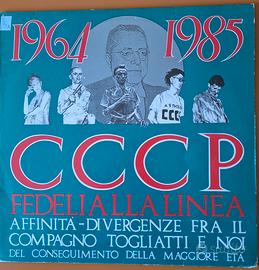 1964 1985
CCCP
CCCP
FEDELI ALLA LINEA
AFFINITÀ-DIVERGENZE FRA IL
COMPAGNO TOGLIATTI E NOI
DEL CONSEGUIMENTO DELLA MAGGIORE ETÀ